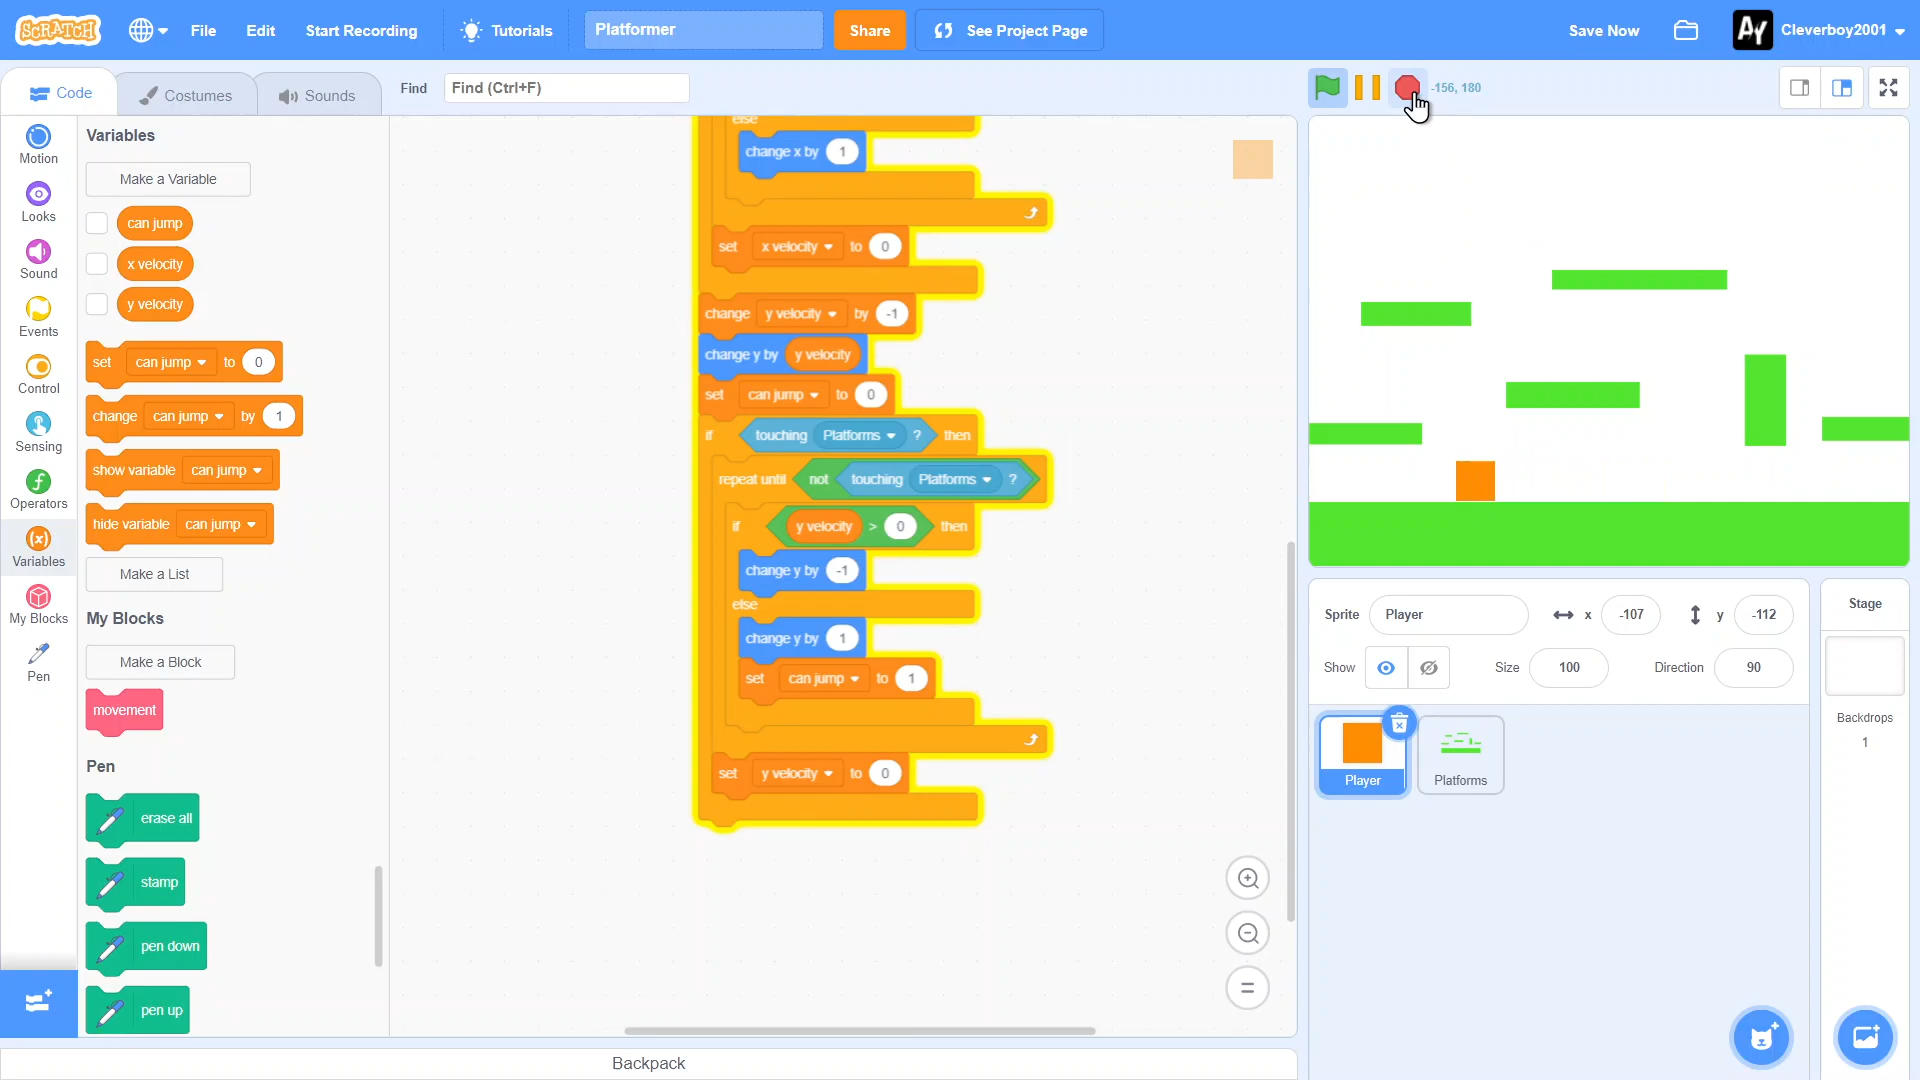 SCRATCH File Edit Start Recording Tutorials Platformer Share See Project Page Save Now Ay Cleverboy2001
Code Costumes Sounds Find Find (Ctrl+F) -156, 180
Motion
Looks
Sound
Events
Control
Sensing
Operators
Variables
My Blocks
Pen
Variables
Make a Variable
can jump
x velocity
y velocity
set can jump to 0
change can jump by 1
show variable can jump
hide variable can jump
Make a List
My Blocks
Make a Block
movement
Pen
erase all
stamp
pen down
pen up
else
change x by 1
set x velocity to 0
change y velocity by -1
change y by y velocity
set can jump to 0
if touching Platforms ? then
repeat until not touching Platforms ?
if y velocity > 0 then
change y by -1
else
change y by 1
set can jump to 1
set y velocity to 0
Backpack
Sprite Player x -107 y -112
Show Size 100 Direction 90
Player
Platforms
Stage
Backdrops
1